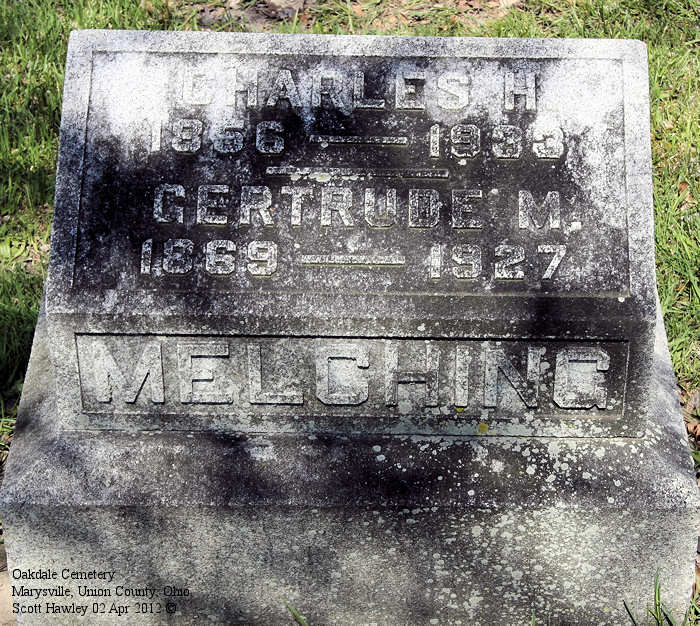 CHARLES H.
1856 — 1933
GERTRUDE M.
1869 — 1927
MELCHING
Oakdale Cemetery
Marysville, Union County, Ohio
Scott Hawley 02 Apr 2012 ©